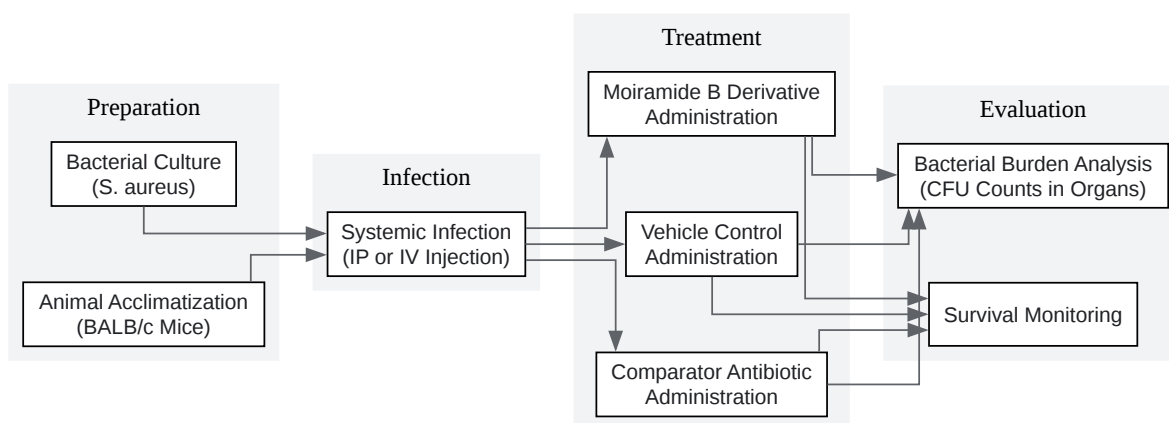 Preparation
Bacterial Culture
(S. aureus)
Animal Acclimatization
(BALB/c Mice)
Infection
Systemic Infection
(IP or IV Injection)
Treatment
Moiramide B Derivative
Administration
Vehicle Control
Administration
Comparator Antibiotic
Administration
Evaluation
Bacterial Burden Analysis
(CFU Counts in Organs)
Survival Monitoring